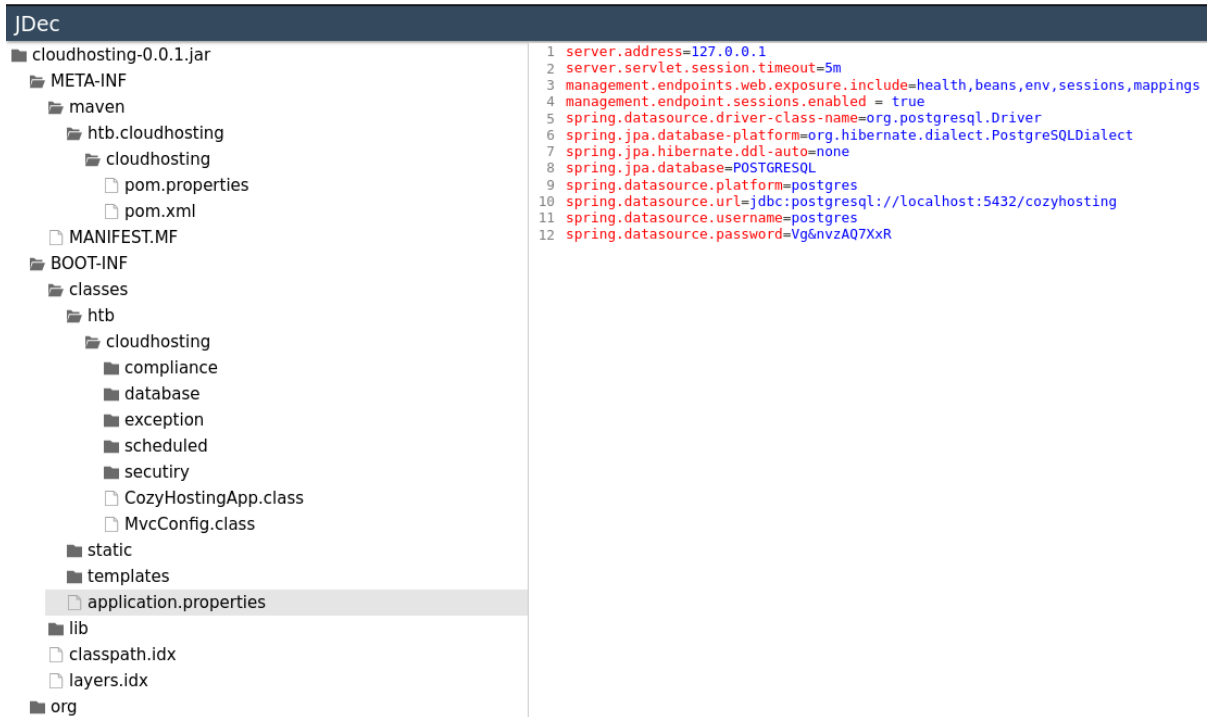 JDec
cloudhosting-0.0.1.jar
META-INF
maven
htb.cloudhosting
cloudhosting
pom.properties
pom.xml
MANIFEST.MF
BOOT-INF
classes
htb
cloudhosting
compliance
database
exception
scheduled
secutiry
CozyHostingApp.class
MvcConfig.class
static
templates
application.properties
lib
classpath.idx
layers.idx
org
1 server.address=127.0.0.1
2 server.servlet.session.timeout=5m
3 management.endpoints.web.exposure.include=health,beans,env,sessions,mappings
4 management.endpoint.sessions.enabled = true
5 spring.datasource.driver-class-name=org.postgresql.Driver
6 spring.jpa.database-platform=org.hibernate.dialect.PostgreSQLDialect
7 spring.jpa.hibernate.ddl-auto=none
8 spring.jpa.database=POSTGRESQL
9 spring.datasource.platform=postgres
10 spring.datasource.url=jdbc:postgresql://localhost:5432/cozyhosting
11 spring.datasource.username=postgres
12 spring.datasource.password=Vg&nvzAQ7XxR